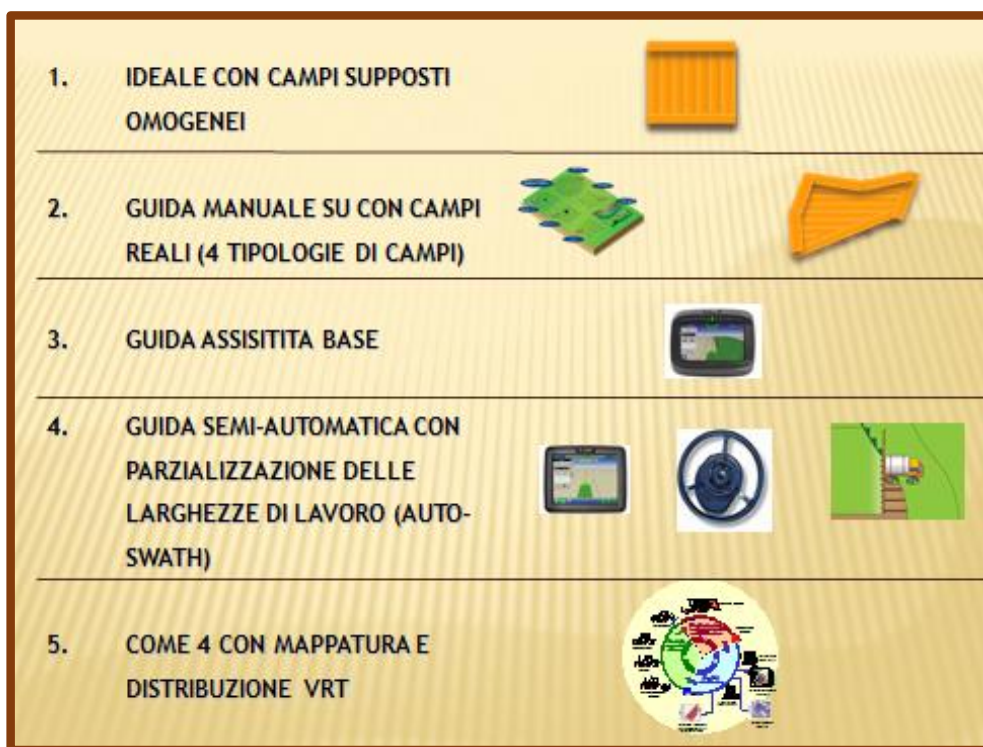 1. IDEALE CON CAMPI SUPPOSTI
OMOGENEI
2. GUIDA MANUALE SU CON CAMPI
REALI (4 TIPOLOGIE DI CAMPI)
3. GUIDA ASSISITITA BASE
4. GUIDA SEMI-AUTOMATICA CON
PARZIALIZZAZIONE DELLE
LARGHEZZE DI LAVORO (AUTO-
SWATH)
5. COME 4 CON MAPPATURA E
DISTRIBUZIONE VRT